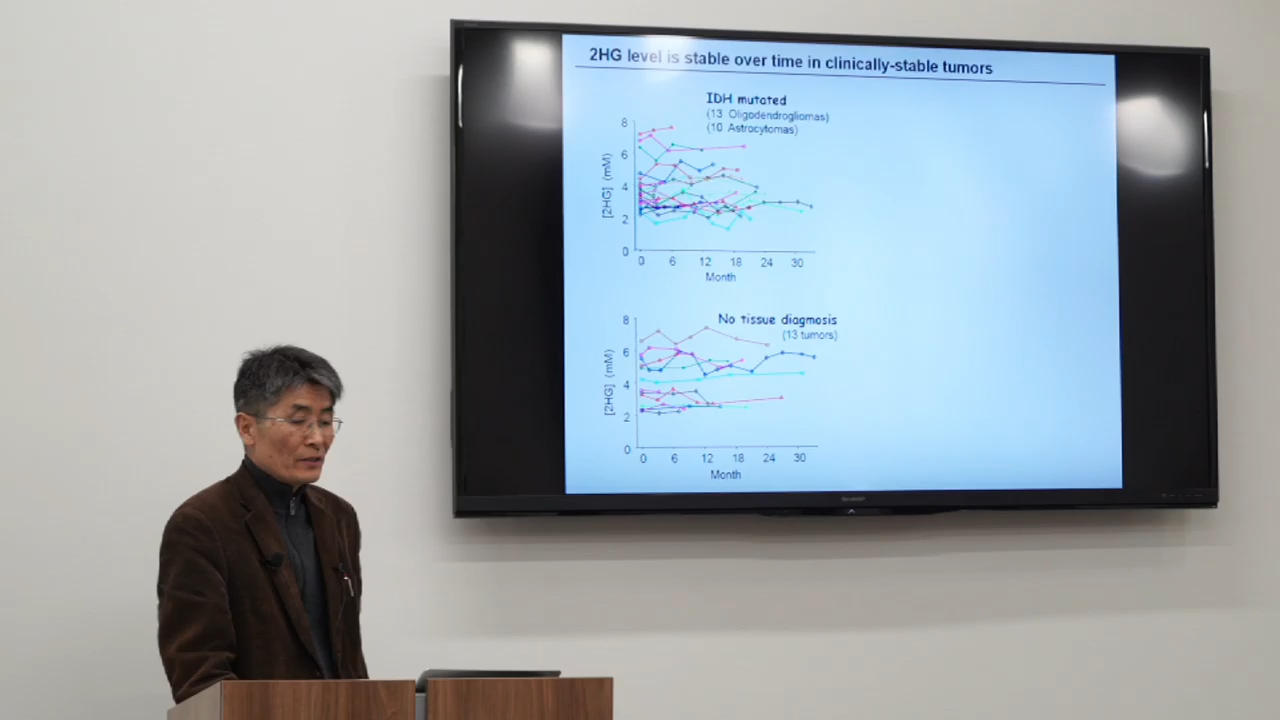 2HG level is stable over time in clinically-stable tumors
IDH mutated
(13 Oligodendrogliomas)
(10 Astrocytomas)
[2HG] (mM)
8
6
4
2
0
0 6 12 18 24 30
Month
No tissue diagnosis
(13 tumors)
[2HG] (mM)
8
6
4
2
0
0 6 12 18 24 30
Month
SHARP